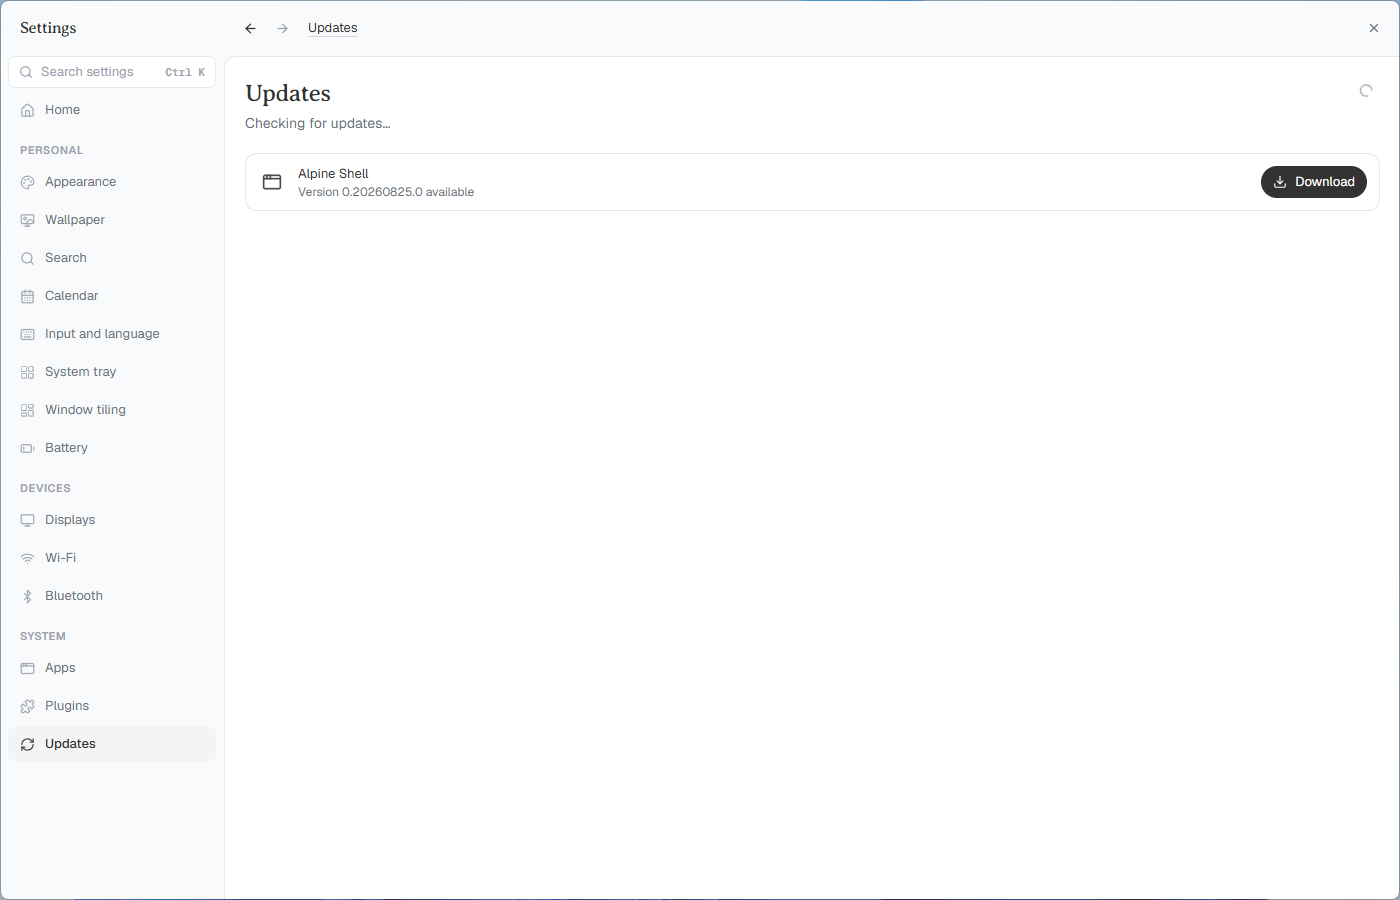 Settings
Updates
Search settings
Ctrl K
Home
PERSONAL
Appearance
Wallpaper
Search
Calendar
Input and language
System tray
Window tiling
Battery
DEVICES
Displays
Wi-Fi
Bluetooth
SYSTEM
Apps
Plugins
Updates
Updates
Checking for updates…
Alpine Shell
Version 0.20260825.0 available
Download